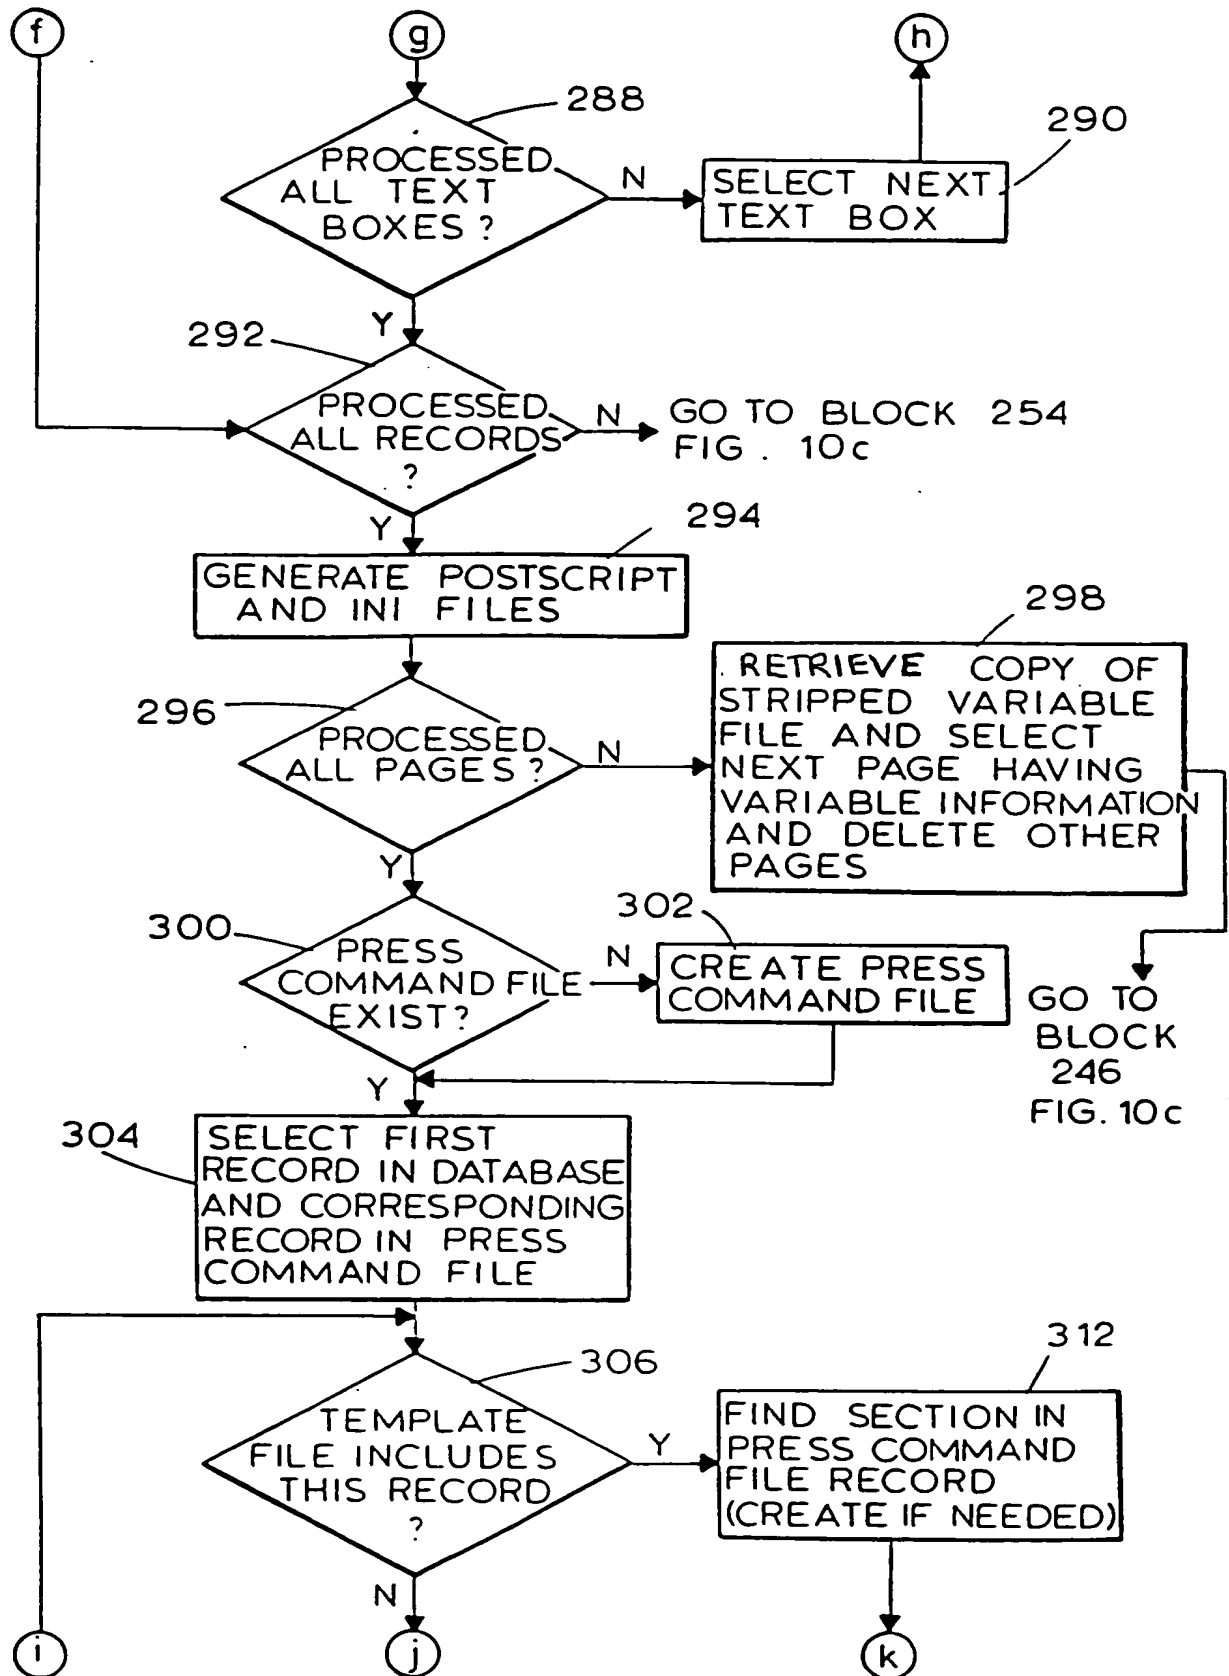 f
g
h
288
PROCESSED
ALL TEXT
BOXES ?
N
SELECT NEXT
TEXT BOX
290
Y
292
PROCESSED
ALL RECORDS
?
N
GO TO BLOCK 254
FIG. 10c
Y
294
GENERATE POSTSCRIPT
AND INI FILES
296
PROCESSED
ALL PAGES ?
N
298
RETRIEVE COPY OF
STRIPPED VARIABLE
FILE AND SELECT
NEXT PAGE HAVING
VARIABLE INFORMATION
AND DELETE OTHER
PAGES
GO TO
BLOCK
246
FIG. 10c
Y
300
PRESS
COMMAND FILE
EXIST?
N
302
CREATE PRESS
COMMAND FILE
Y
304
SELECT FIRST
RECORD IN DATABASE
AND CORRESPONDING
RECORD IN PRESS
COMMAND FILE
306
TEMPLATE
FILE INCLUDES
THIS RECORD
?
Y
312
FIND SECTION IN
PRESS COMMAND
FILE RECORD
(CREATE IF NEEDED)
N
i
j
k